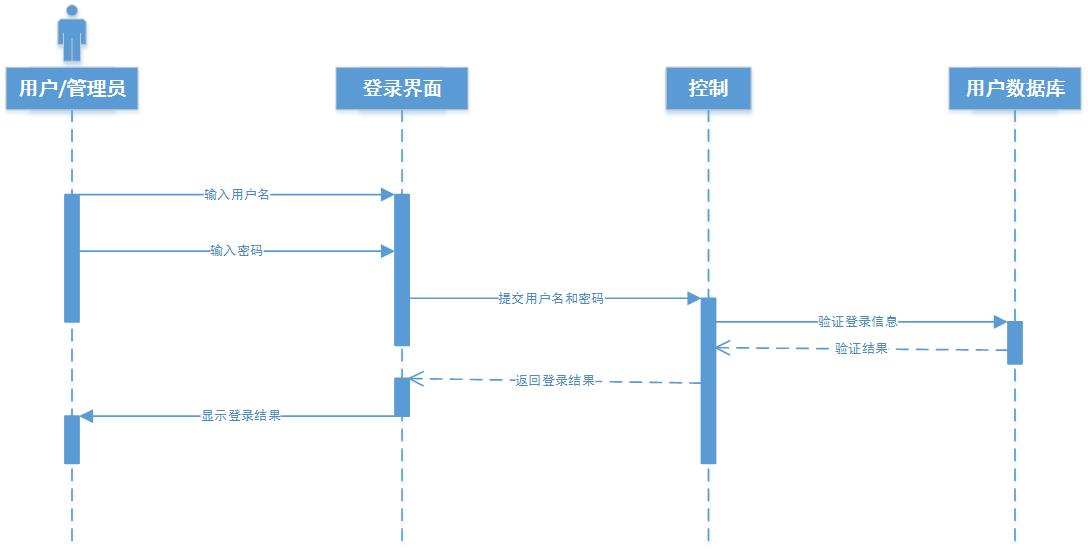 用户/管理员
登录界面
控制
用户数据库
输入用户名
输入密码
提交用户名和密码
验证登录信息
验证结果
返回登录结果
显示登录结果